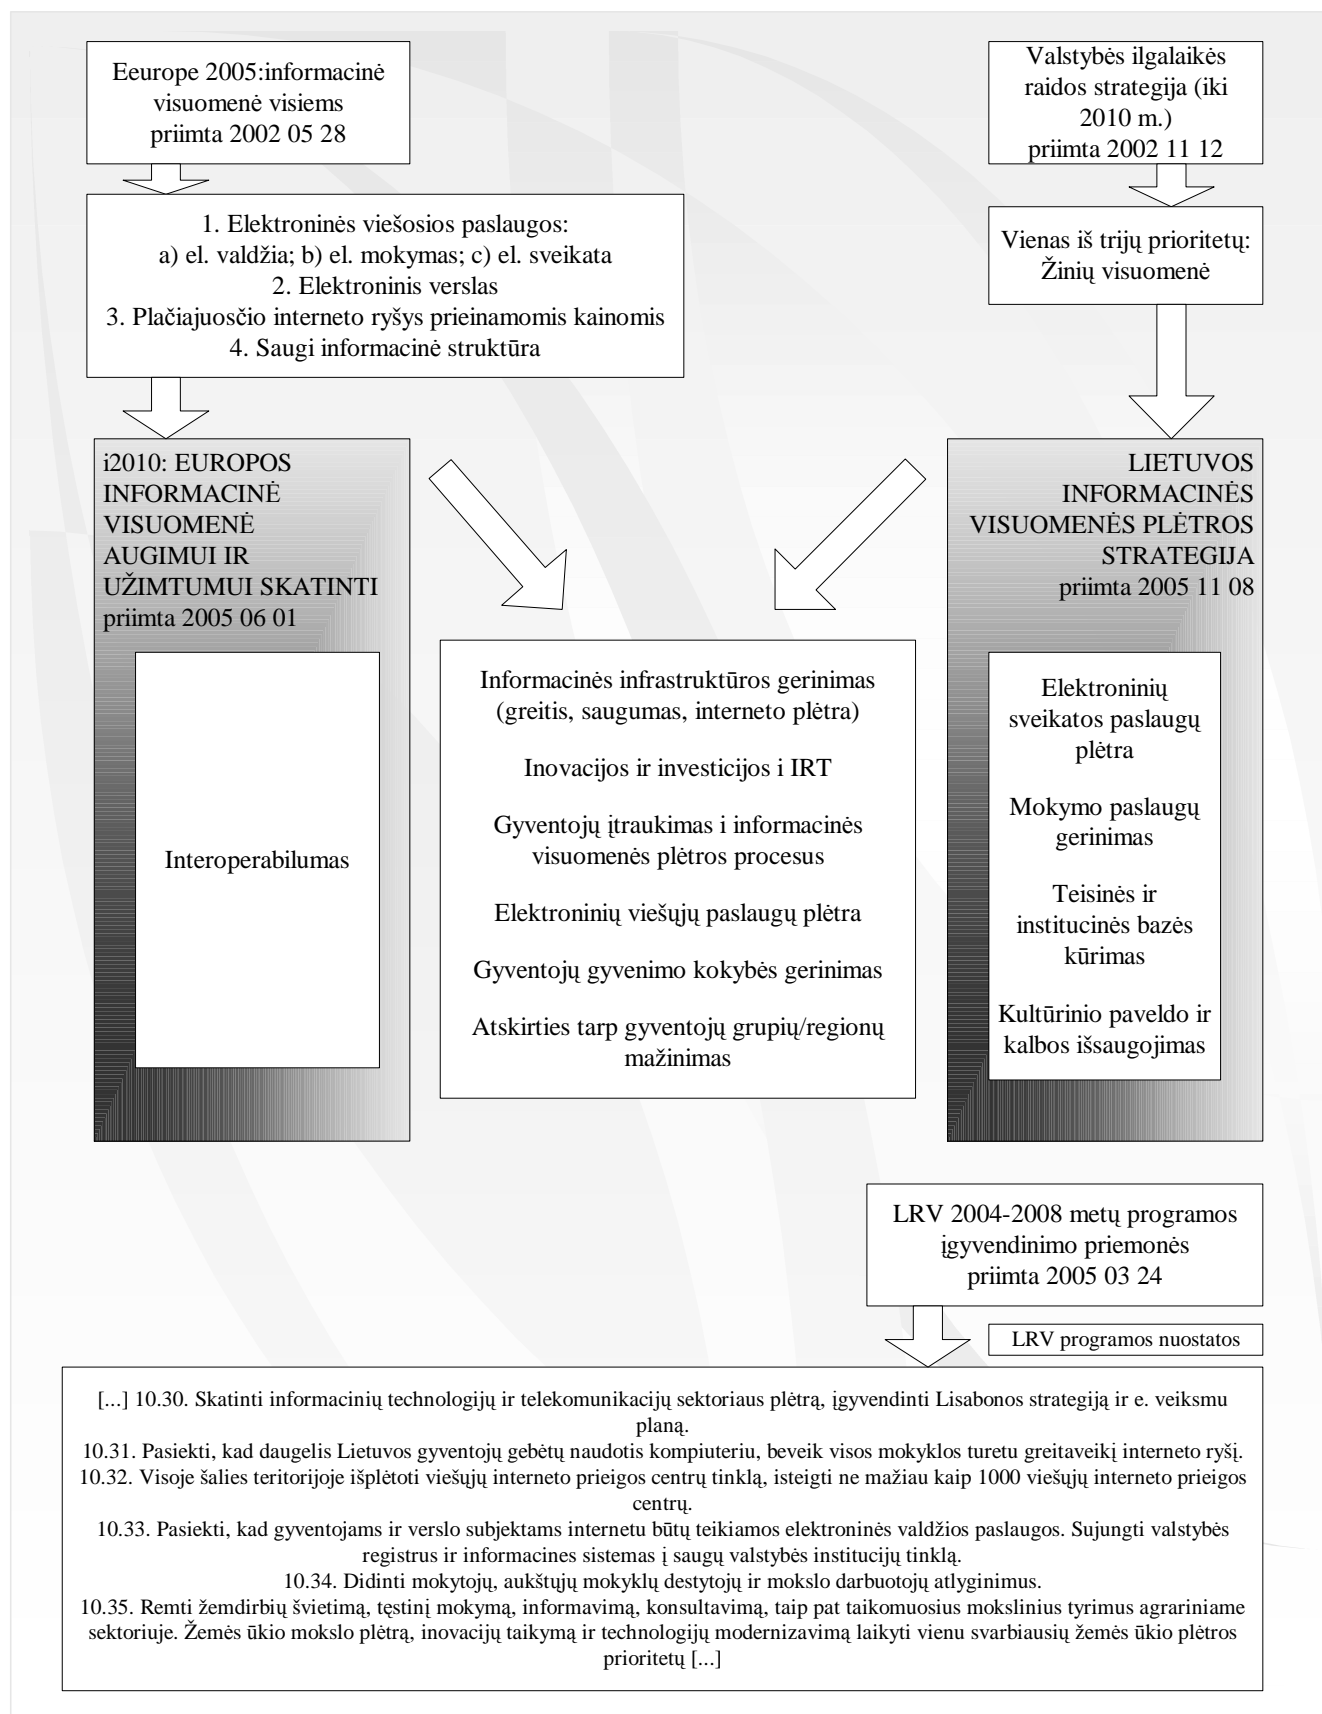 Eeurope 2005:informacinė
visuomenė visiems
priimta 2002 05 28
Valstybės ilgalaikės
raidos strategija (iki
2010 m.)
priimta 2002 11 12
1. Elektroninės viešosios paslaugos:
a) el. valdžia; b) el. mokymas; c) el. sveikata
2. Elektroninis verslas
3. Plačiajuosčio interneto ryšys prieinamomis kainomis
4. Saugi informacinė struktūra
Vienas iš trijų prioritetų:
Žinių visuomenė
i2010: EUROPOS
INFORMACINĖ
VISUOMENĖ
AUGIMUI IR
UŽIMTUMUI SKATINTI
priimta 2005 06 01
Interoperabilumas
Informacinės infrastruktūros gerinimas
(greitis, saugumas, interneto plėtra)
Inovacijos ir investicijos i IRT
Gyventojų įtraukimas i informacinės
visuomenės plėtros procesus
Elektroninių viešųjų paslaugų plėtra
Gyventojų gyvenimo kokybės gerinimas
Atskirties tarp gyventojų grupių/regionų
mažinimas
LIETUVOS
INFORMACINĖS
VISUOMENĖS PLĖTROS
STRATEGIJA
priimta 2005 11 08
Elektroninių
sveikatos paslaugų
plėtra
Mokymo paslaugų
gerinimas
Teisinės ir
institucinės bazės
kūrimas
Kultūrinio paveldo ir
kalbos išsaugojimas
LRV 2004-2008 metų programos
įgyvendinimo priemonės
priimta 2005 03 24
LRV programos nuostatos
[...] 10.30. Skatinti informacinių technologijų ir telekomunikacijų sektoriaus plėtrą, įgyvendinti Lisabonos strategiją ir e. veiksmu
planą.
10.31. Pasiekti, kad daugelis Lietuvos gyventojų gebėtų naudotis kompiuteriu, beveik visos mokyklos turetu greitaveikį interneto ryšį.
10.32. Visoje šalies teritorijoje išplėtoti viešųjų interneto prieigos centrų tinklą, isteigti ne mažiau kaip 1000 viešųjų interneto prieigos
centrų.
10.33. Pasiekti, kad gyventojams ir verslo subjektams internetu būtų teikiamos elektroninės valdžios paslaugos. Sujungti valstybės
registrus ir informacines sistemas į saugų valstybės institucijų tinklą.
10.34. Didinti mokytojų, aukštųjų mokyklų destytojų ir mokslo darbuotojų atlyginimus.
10.35. Remti žemdirbių švietimą, tęstinį mokymą, informavimą, konsultavimą, taip pat taikomuosius mokslinius tyrimus agrariniame
sektoriuje. Žemės ūkio mokslo plėtrą, inovacijų taikymą ir technologijų modernizavimą laikyti vienu svarbiausių žemės ūkio plėtros
prioritetų [...]